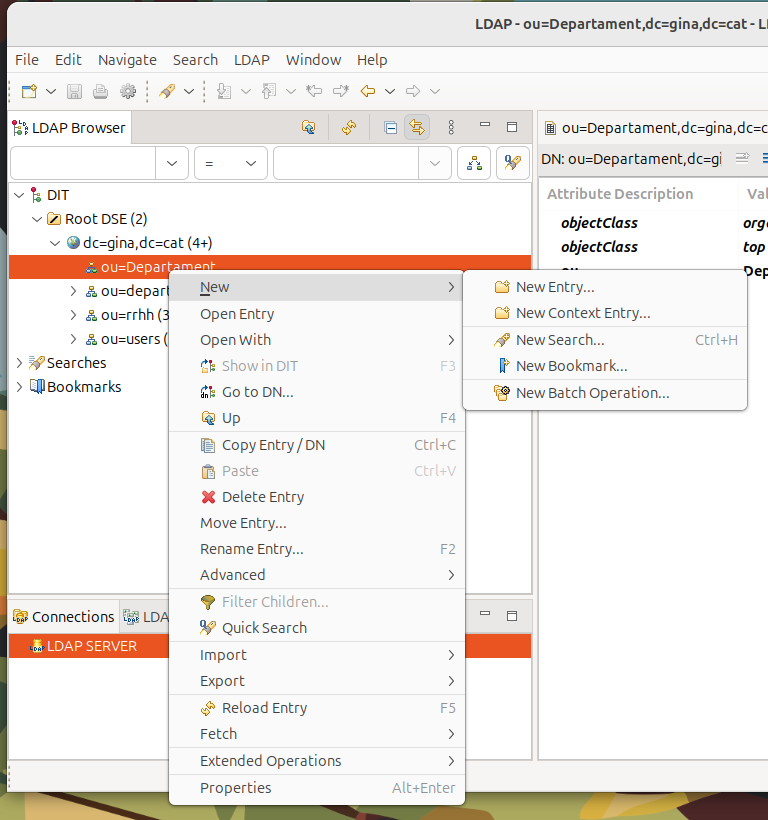 LDAP - ou=Departament,dc=gina,dc=cat -
File Edit Navigate Search LDAP Window Help
LDAP Browser
ou=Departament,dc=gina,dc=c
=
DN: ou=Departament,dc=gi
Attribute Description
DIT
Root DSE (2)
objectClass
dc=gina,dc=cat (4+)
objectClass top
ou=Departament
ou=depart
ou=rrhh (3
ou=users (
Searches
Bookmarks
New
Open Entry
Open With
Show in DIT F3
Go to DN...
Up F4
Copy Entry / DN Ctrl+C
Paste Ctrl+V
Delete Entry
Move Entry...
Rename Entry... F2
Advanced
Filter Children...
Quick Search
Import
Export
Reload Entry F5
Fetch
Extended Operations
Properties Alt+Enter
New Entry...
New Context Entry...
New Search... Ctrl+H
New Bookmark...
New Batch Operation...
Connections
LDAP SERVER